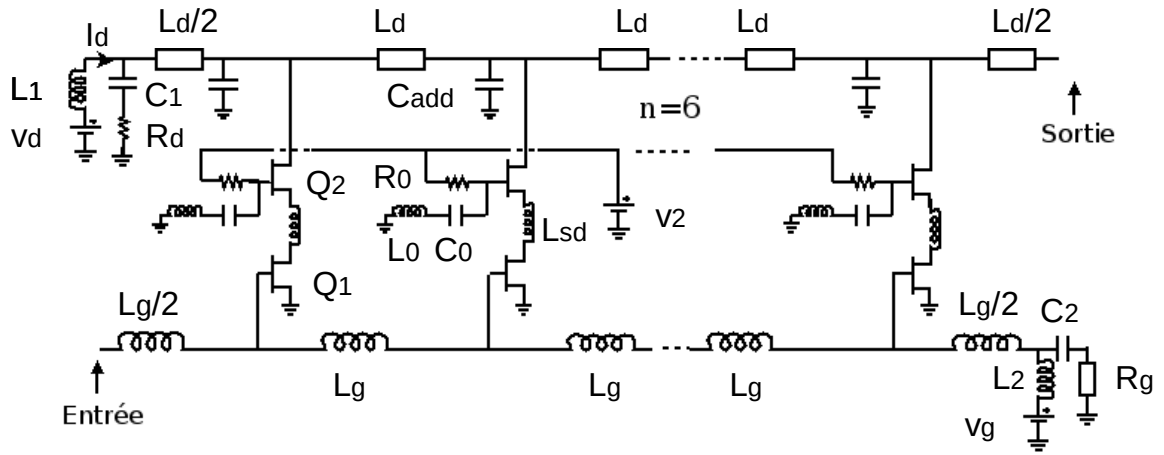 Ld/2 Ld Ld Ld Ld/2
Id
L1 C1 Cadd n=6
vd Rd Sortie
Q2 R0 v2
L0 C0 Lsd
Q1
Lg/2 Lg/2 C2
Lg Lg Lg L2 Rg
Entrée vg